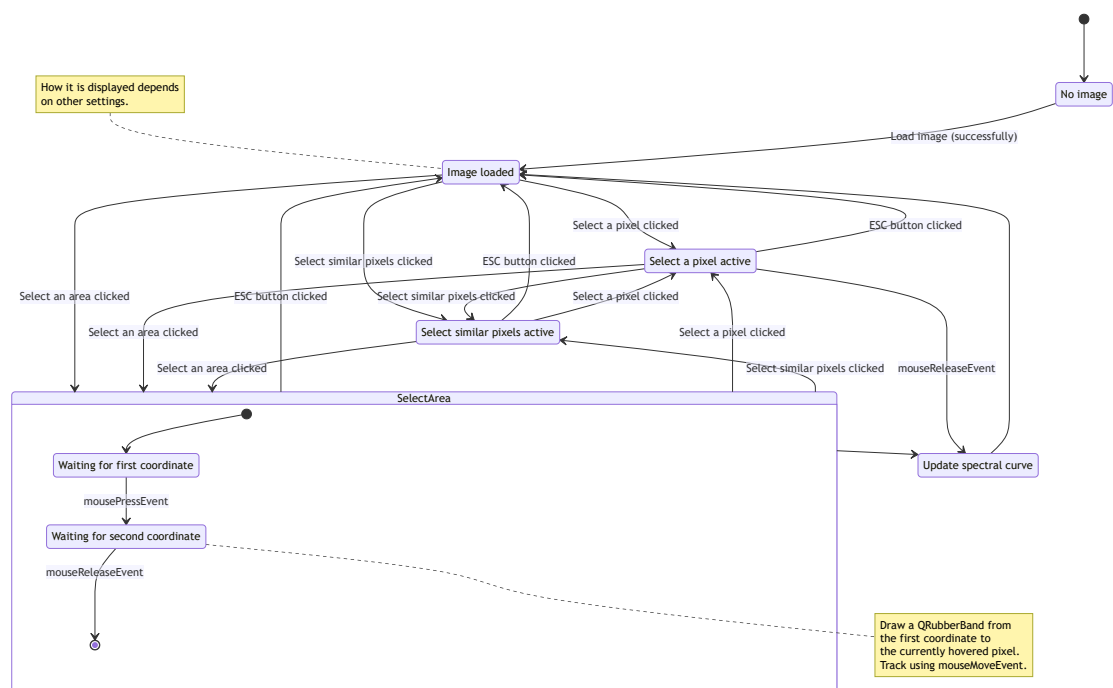 How it is displayed depends
on other settings.
No image
Load image (successfully)
Image loaded
Select a pixel clicked
ESC button clicked
Select similar pixels clicked
ESC button clicked
Select a pixel active
Select an area clicked
ESC button clicked
Select similar pixels clicked
Select a pixel clicked
Select an area clicked
Select similar pixels active
Select a pixel clicked
Select an area clicked
Select similar pixels clicked
mouseReleaseEvent
SelectArea
Waiting for first coordinate
Update spectral curve
mousePressEvent
Waiting for second coordinate
mouseReleaseEvent
Draw a QRubberBand from
the first coordinate to
the currently hovered pixel.
Track using mouseMoveEvent.